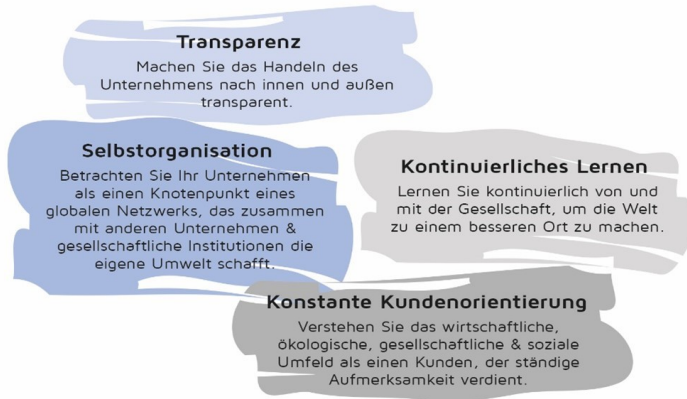 Transparenz
Machen Sie das Handeln des
Unternehmens nach innen und außen
transparent.
Selbstorganisation
Betrachten Sie Ihr Unternehmen
als einen Knotenpunkt eines
globalen Netzwerks, das zusammen
mit anderen Unternehmen &
gesellschaftliche Institutionen die
eigene Umwelt schafft.
Kontinuierliches Lernen
Lernen Sie kontinuierlich von und
mit der Gesellschaft, um die Welt
zu einem besseren Ort zu machen.
Konstante Kundenorientierung
Verstehen Sie das wirtschaftliche,
ökologische, gesellschaftliche & soziale
Umfeld als einen Kunden, der ständige
Aufmerksamkeit verdient.